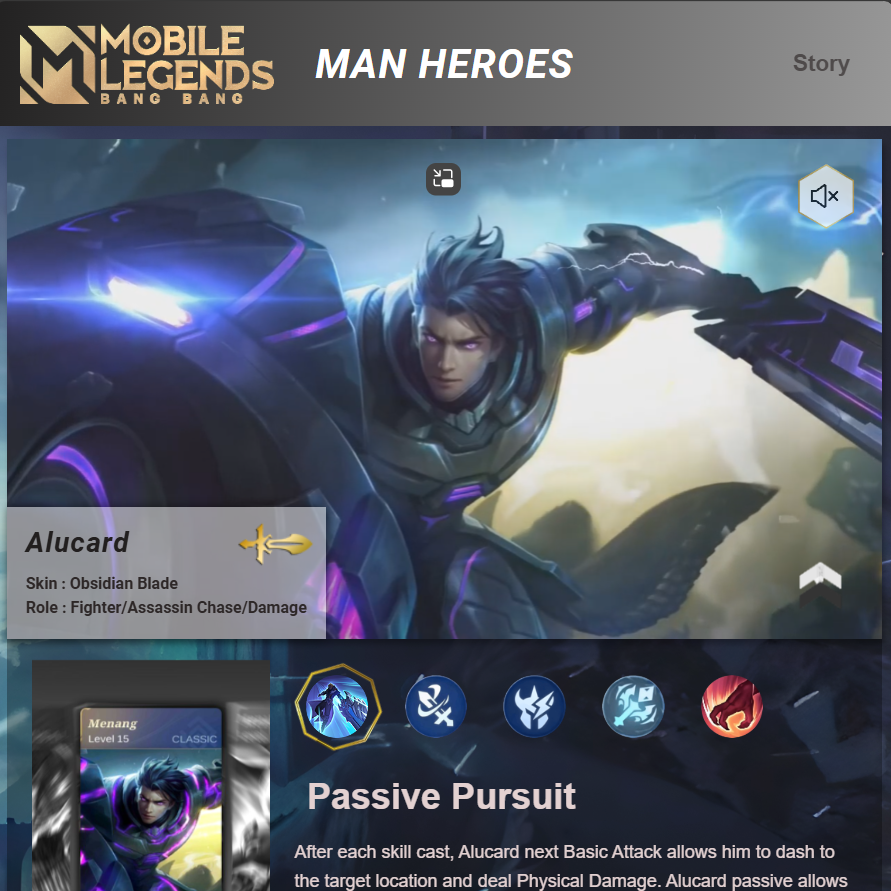 MOBILE
LEGENDS
BANG BANG
MAN HEROES
Story
Alucard
Skin : Obsidian Blade
Role : Fighter/Assassin Chase/Damage
Menang
Level 15
CLASSIC
Passive Pursuit
After each skill cast, Alucard next Basic Attack allows him to dash to
the target location and deal Physical Damage. Alucard passive allows